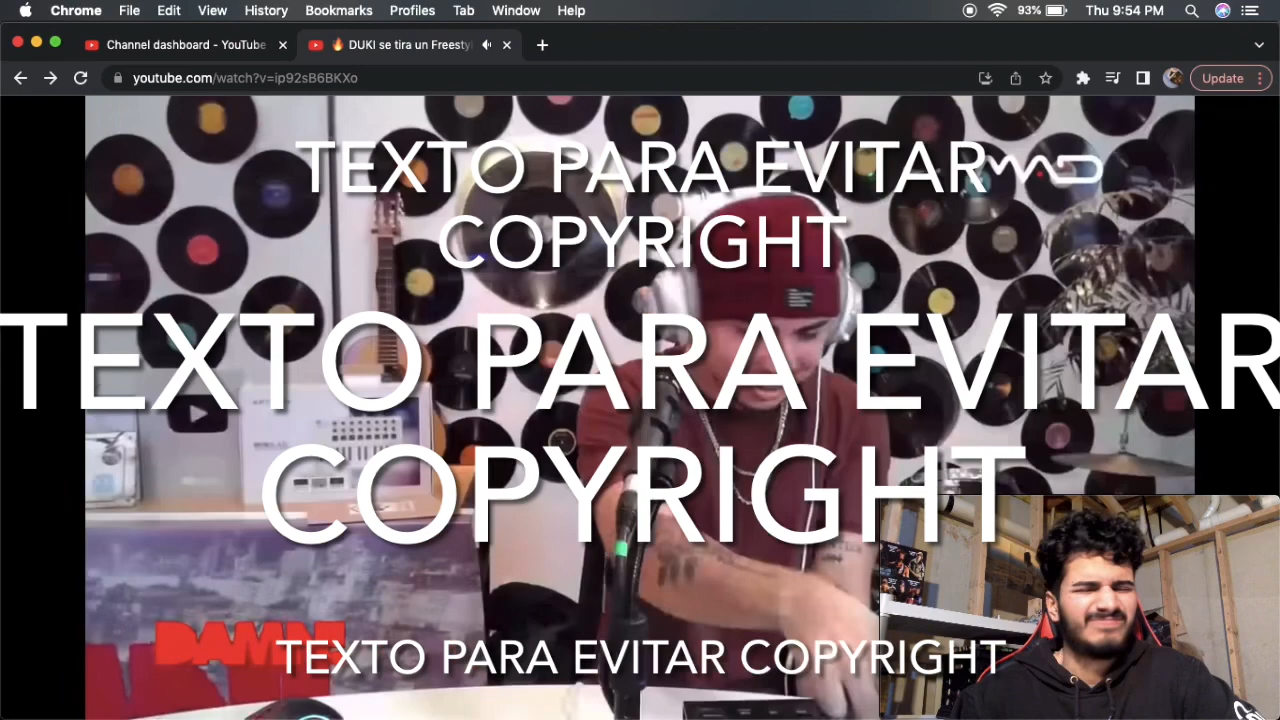 Chrome File Edit View History Bookmarks Profiles Tab Window Help 93% Thu 9:54 PM
Channel dashboard - YouTube
🔥 DUKI se tira un Freesty
youtube.com/watch?v=ip92sB6BKXo
Update
TEXTO PARA EVITAR
COPYRIGHT
TEXTO PARA EVITAR
COPYRIGHT
DAMN!
TEXTO PARA EVITAR COPYRIGHT